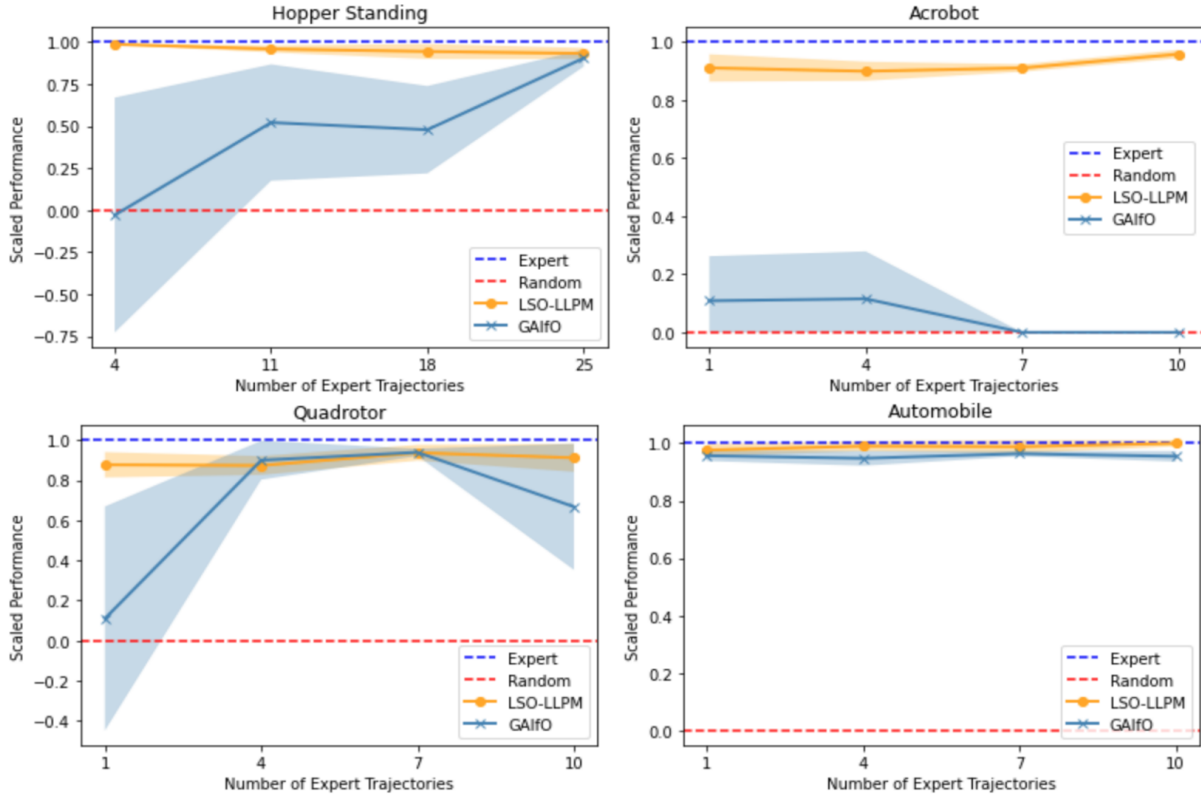 Hopper Standing
1.00
0.75
0.50
0.25
0.00
−0.25
−0.50
−0.75
Scaled Performance
Expert
Random
LSO-LLPM
GAIfO
4 11 18 25
Number of Expert Trajectories
Acrobot
1.0
0.8
0.6
0.4
0.2
0.0
Scaled Performance
Expert
Random
LSO-LLPM
GAIfO
1 4 7 10
Number of Expert Trajectories
Quadrotor
1.0
0.8
0.6
0.4
0.2
0.0
−0.2
−0.4
Scaled Performance
Expert
Random
LSO-LLPM
GAIfO
1 4 7 10
Number of Expert Trajectories
Automobile
1.0
0.8
0.6
0.4
0.2
0.0
Scaled Performance
Expert
Random
LSO-LLPM
GAIfO
1 4 7 10
Number of Expert Trajectories